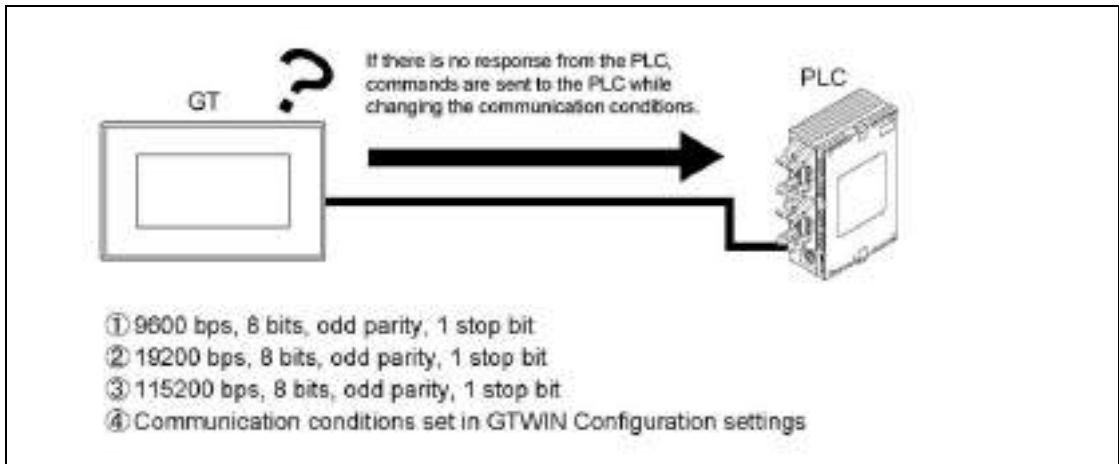 If there is no response from the PLC,
commands are sent to the PLC while
changing the communication conditions.
GT
?
PLC
① 9600 bps, 8 bits, odd parity, 1 stop bit
② 19200 bps, 8 bits, odd parity, 1 stop bit
③ 115200 bps, 8 bits, odd parity, 1 stop bit
④ Communication conditions set in GTWIN Configuration settings